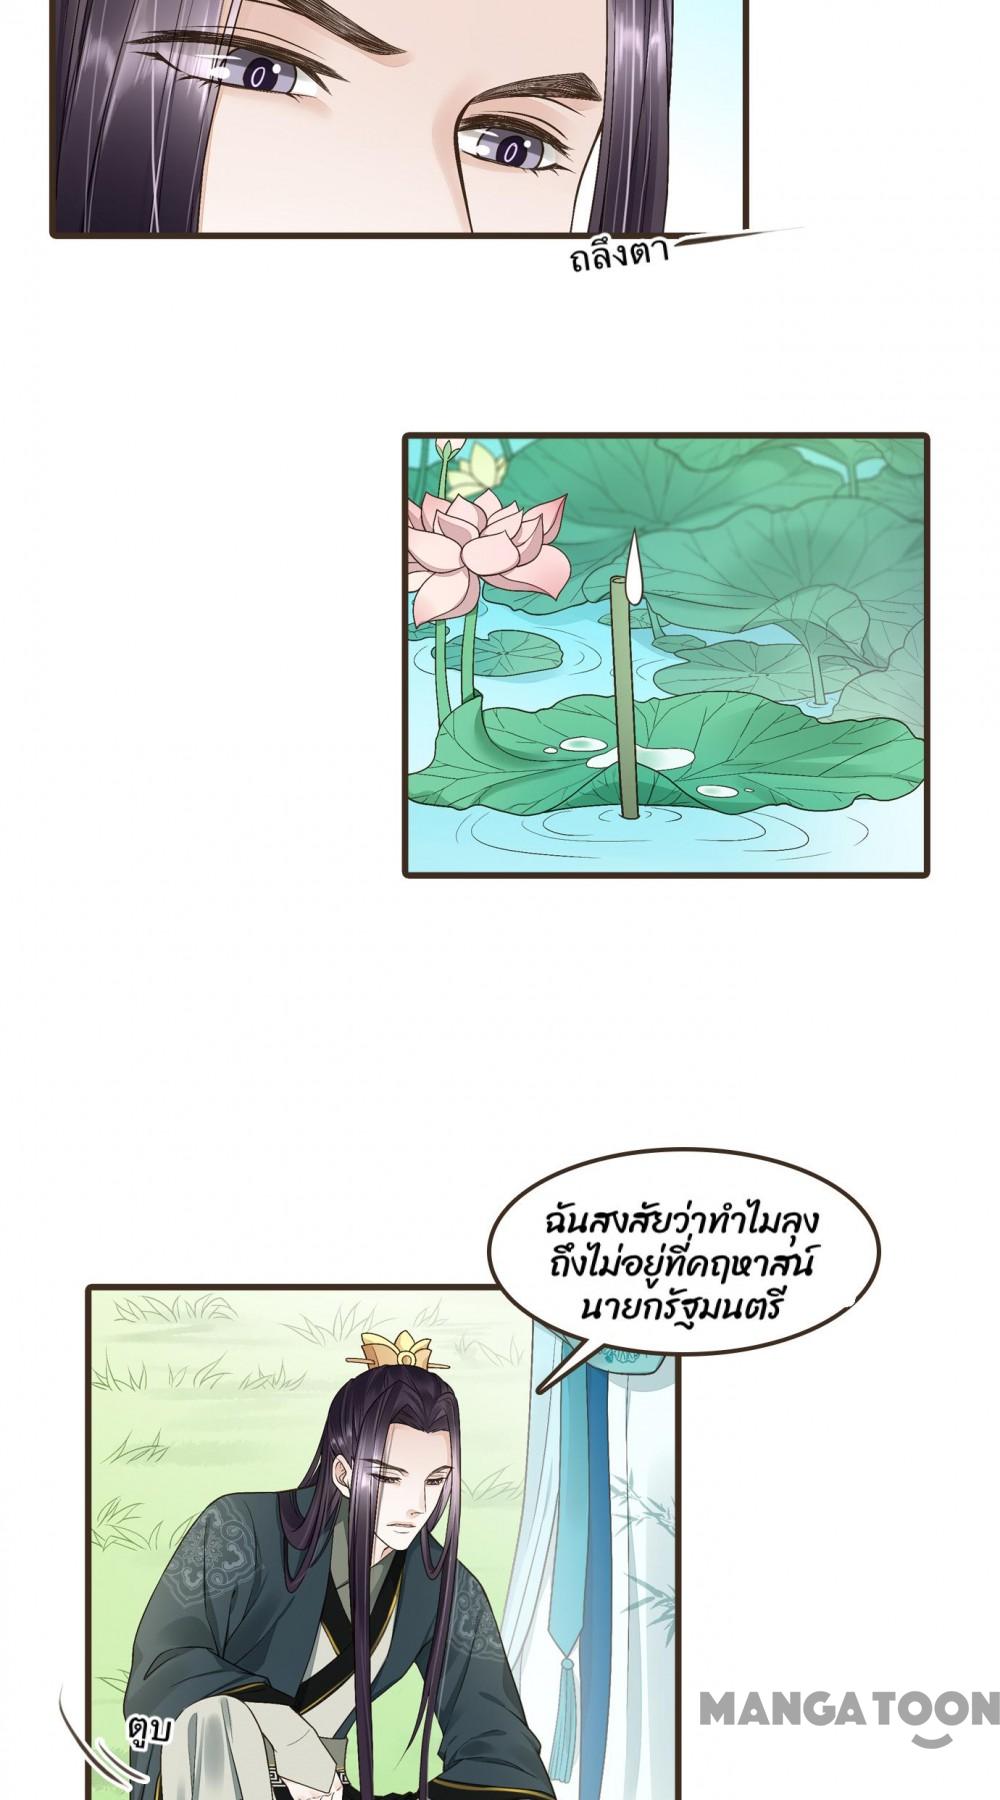 ถลึงตา
ฉันสงสัยว่าทำไมลุง
ถึงไม่อยู่ที่คฤหาสน์
นายกรัฐมนตรี
ตูบ
MANGATOON